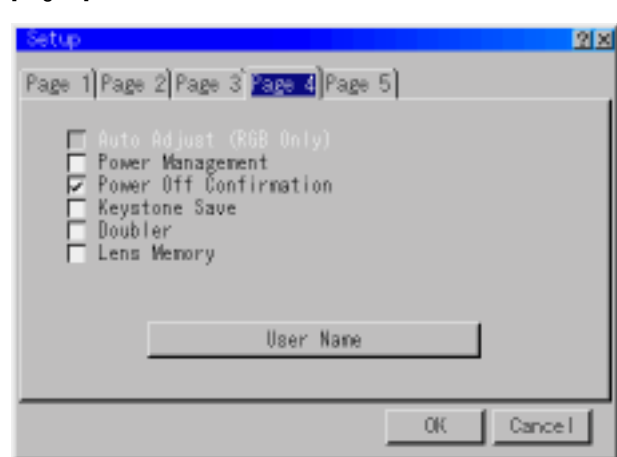 Setup
Page 1 Page 2 Page 3 Page 4 Page 5
Auto Adjust (RGB Only)
Power Management
Power Off Confirmation
Keystone Save
Doubler
Lens Memory
User Name
OK Cancel